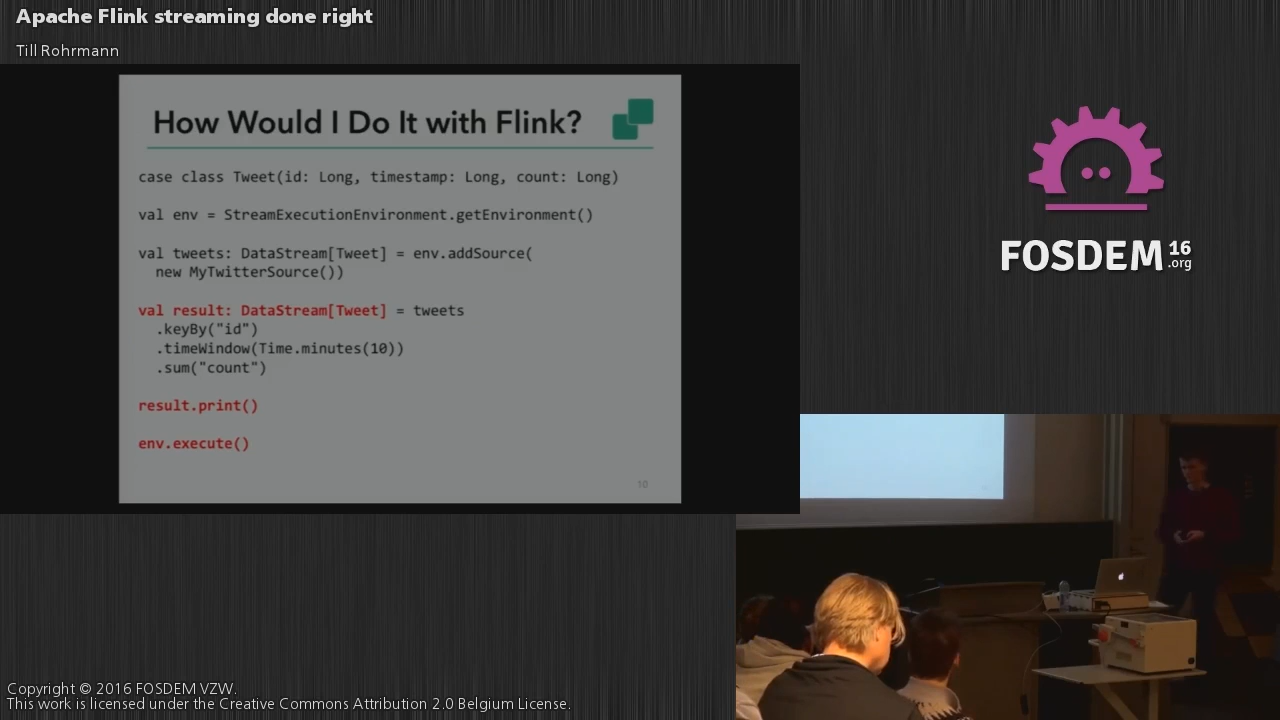 Apache Flink streaming done right
Till Rohrmann
How Would I Do It with Flink?
case class Tweet(id: Long, timestamp: Long, count: Long)
val env = StreamExecutionEnvironment.getEnvironment()
val tweets: DataStream[Tweet] = env.addSource(
new MyTwitterSource())
val result: DataStream[Tweet] = tweets
.keyBy("id")
.timeWindow(Time.minutes(10))
.sum("count")
result.print()
env.execute()
10
FOSDEM 16
.org
Copyright © 2016 FOSDEM VZW.
This work is licensed under the Creative Commons Attribution 2.0 Belgium License.